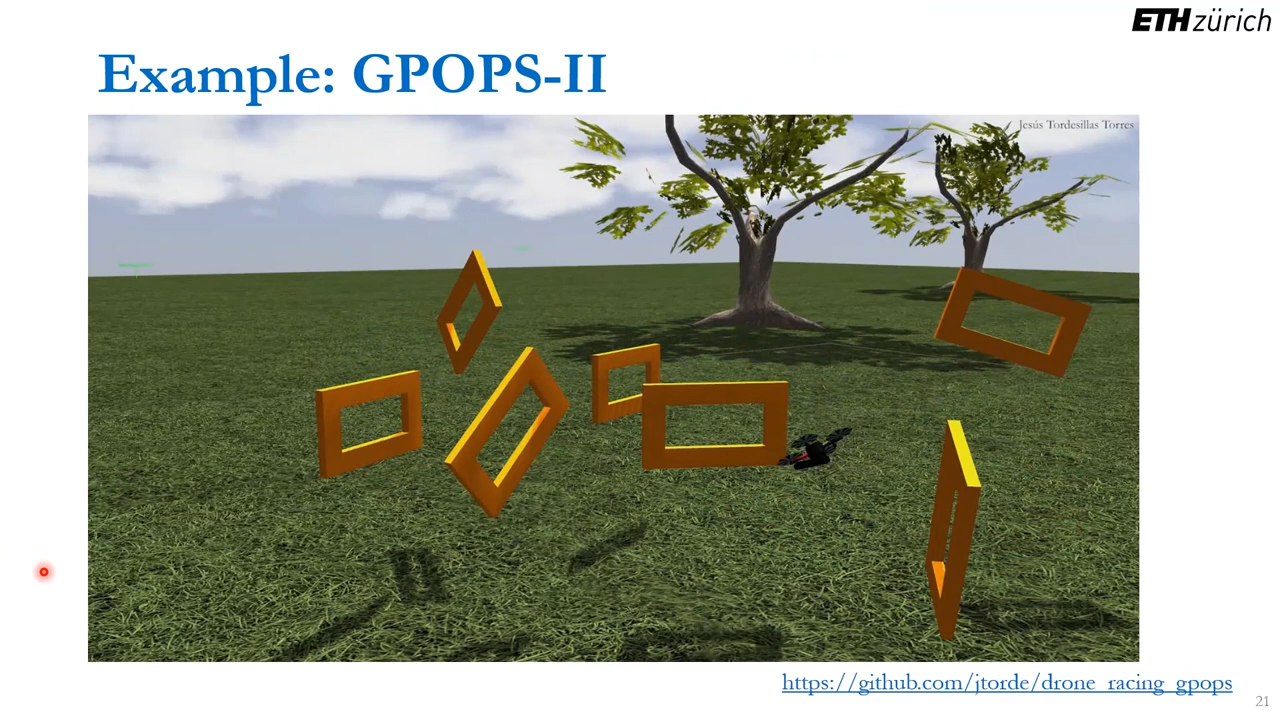 ETH zürich
Example: GPOPS-II
Jesús Tordesillas Torres
https://github.com/jtorde/drone_racing_gpops
21